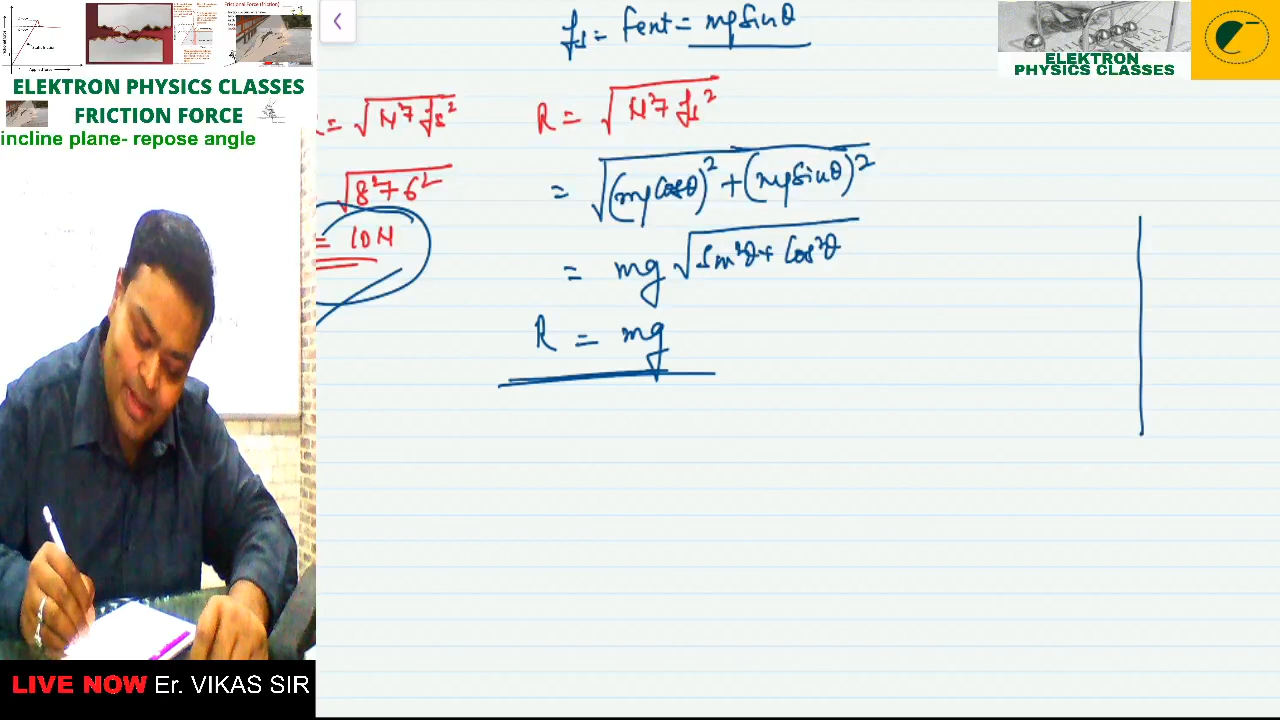 ELEKTRON PHYSICS CLASSES
FRICTION FORCE
incline plane- repose angle
fs = fext = mg Sinθ
R = √N²+ fs²
= √(mg Cosθ)² + (mg Sinθ)²
= mg √Sin²θ + Cos²θ
R = mg
= √N²+ fs²
√8²+ 6²
= 10N
ELEKTRON
PHYSICS CLASSES
LIVE NOW Er. VIKAS SIR